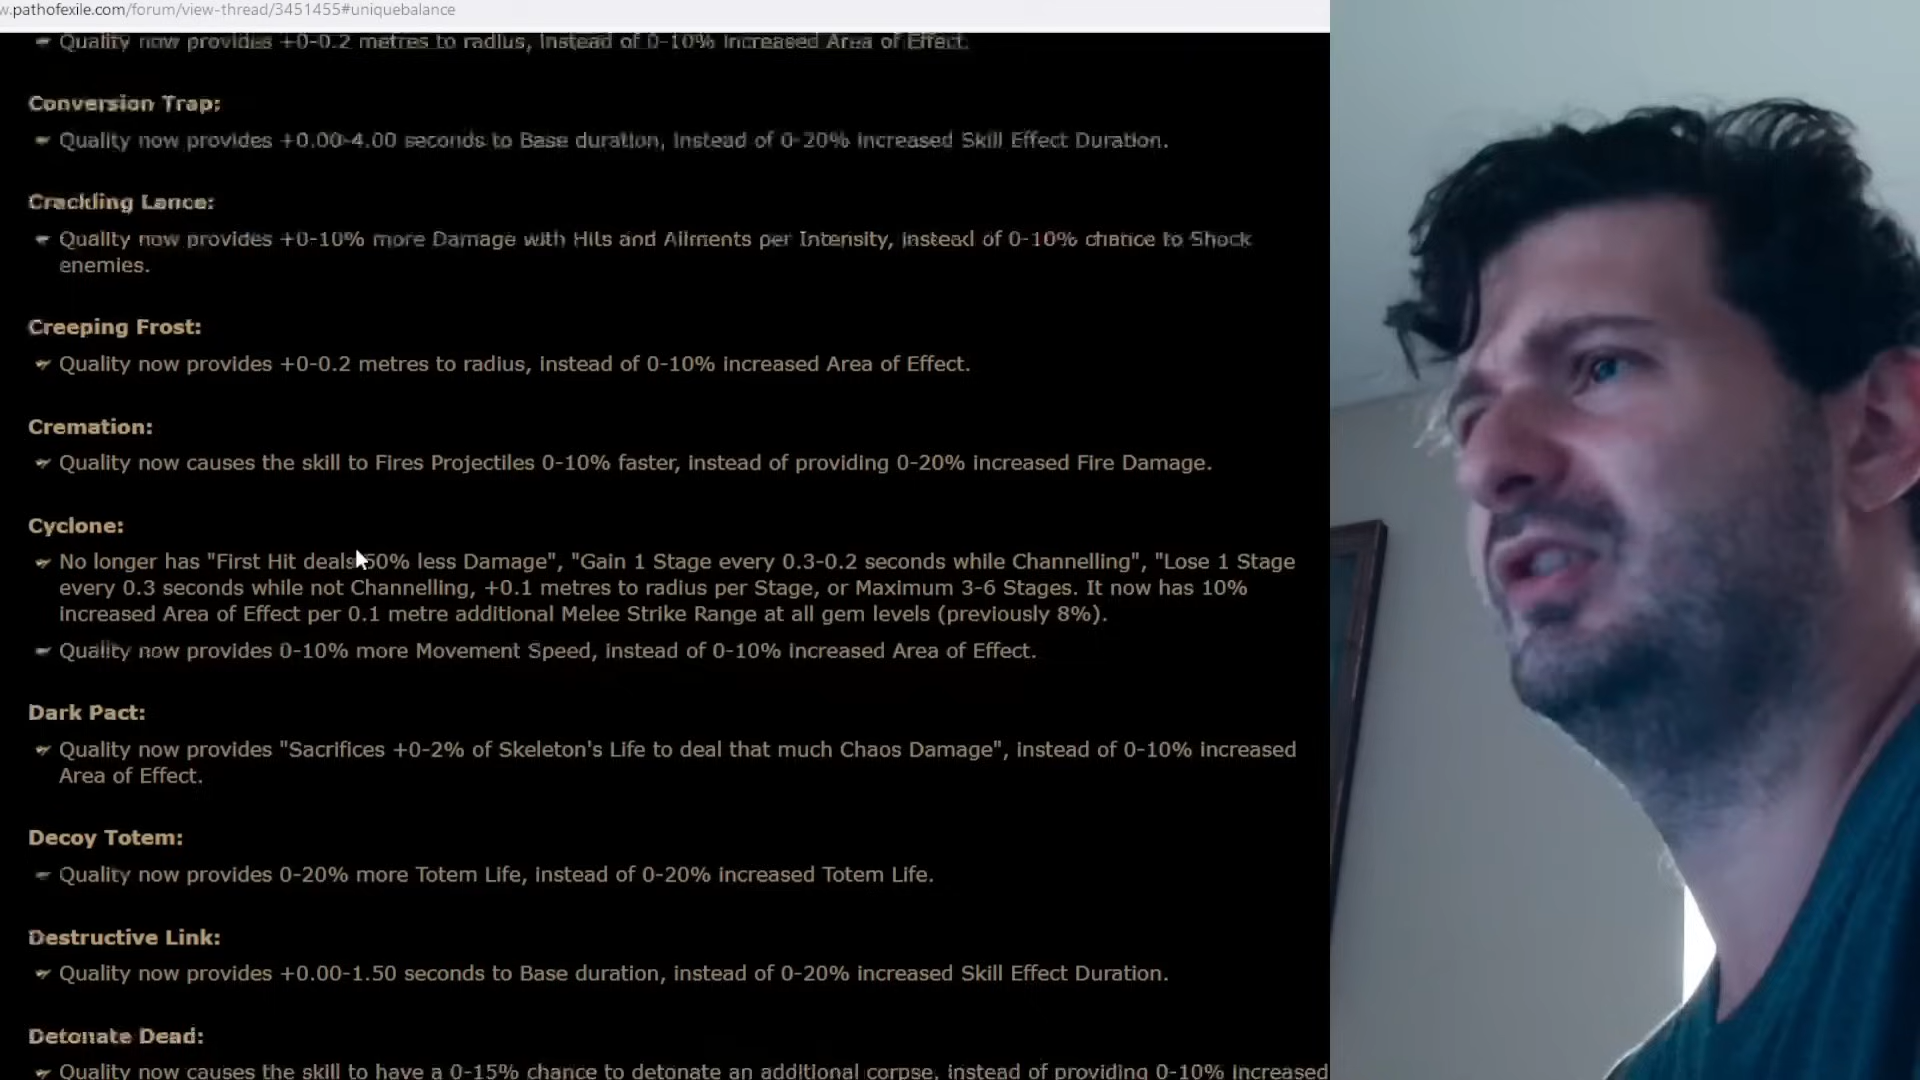 w.pathofexile.com/forum/view-thread/3451455#uniquebalance
Quality now provides +0-0.2 metres to radius, instead of 0-10% increased Area of Effect.
Conversion Trap:
Quality now provides +0.00-4.00 seconds to Base duration, instead of 0-20% increased Skill Effect Duration.
Crackling Lance:
Quality now provides +0-10% more Damage with Hits and Ailments per Intensity, instead of 0-10% chance to Shock
enemies.
Creeping Frost:
Quality now provides +0-0.2 metres to radius, instead of 0-10% increased Area of Effect.
Cremation:
Quality now causes the skill to Fires Projectiles 0-10% faster, instead of providing 0-20% increased Fire Damage.
Cyclone:
No longer has "First Hit deals 50% less Damage", "Gain 1 Stage every 0.3-0.2 seconds while Channelling", "Lose 1 Stage
every 0.3 seconds while not Channelling, +0.1 metres to radius per Stage, or Maximum 3-6 Stages. It now has 10%
increased Area of Effect per 0.1 metre additional Melee Strike Range at all gem levels (previously 8%).
Quality now provides 0-10% more Movement Speed, instead of 0-10% increased Area of Effect.
Dark Pact:
Quality now provides "Sacrifices +0-2% of Skeleton's Life to deal that much Chaos Damage", instead of 0-10% increased
Area of Effect.
Decoy Totem:
Quality now provides 0-20% more Totem Life, instead of 0-20% increased Totem Life.
Destructive Link:
Quality now provides +0.00-1.50 seconds to Base duration, instead of 0-20% increased Skill Effect Duration.
Detonate Dead:
Quality now causes the skill to have a 0-15% chance to detonate an additional corpse, instead of providing 0-10% increased